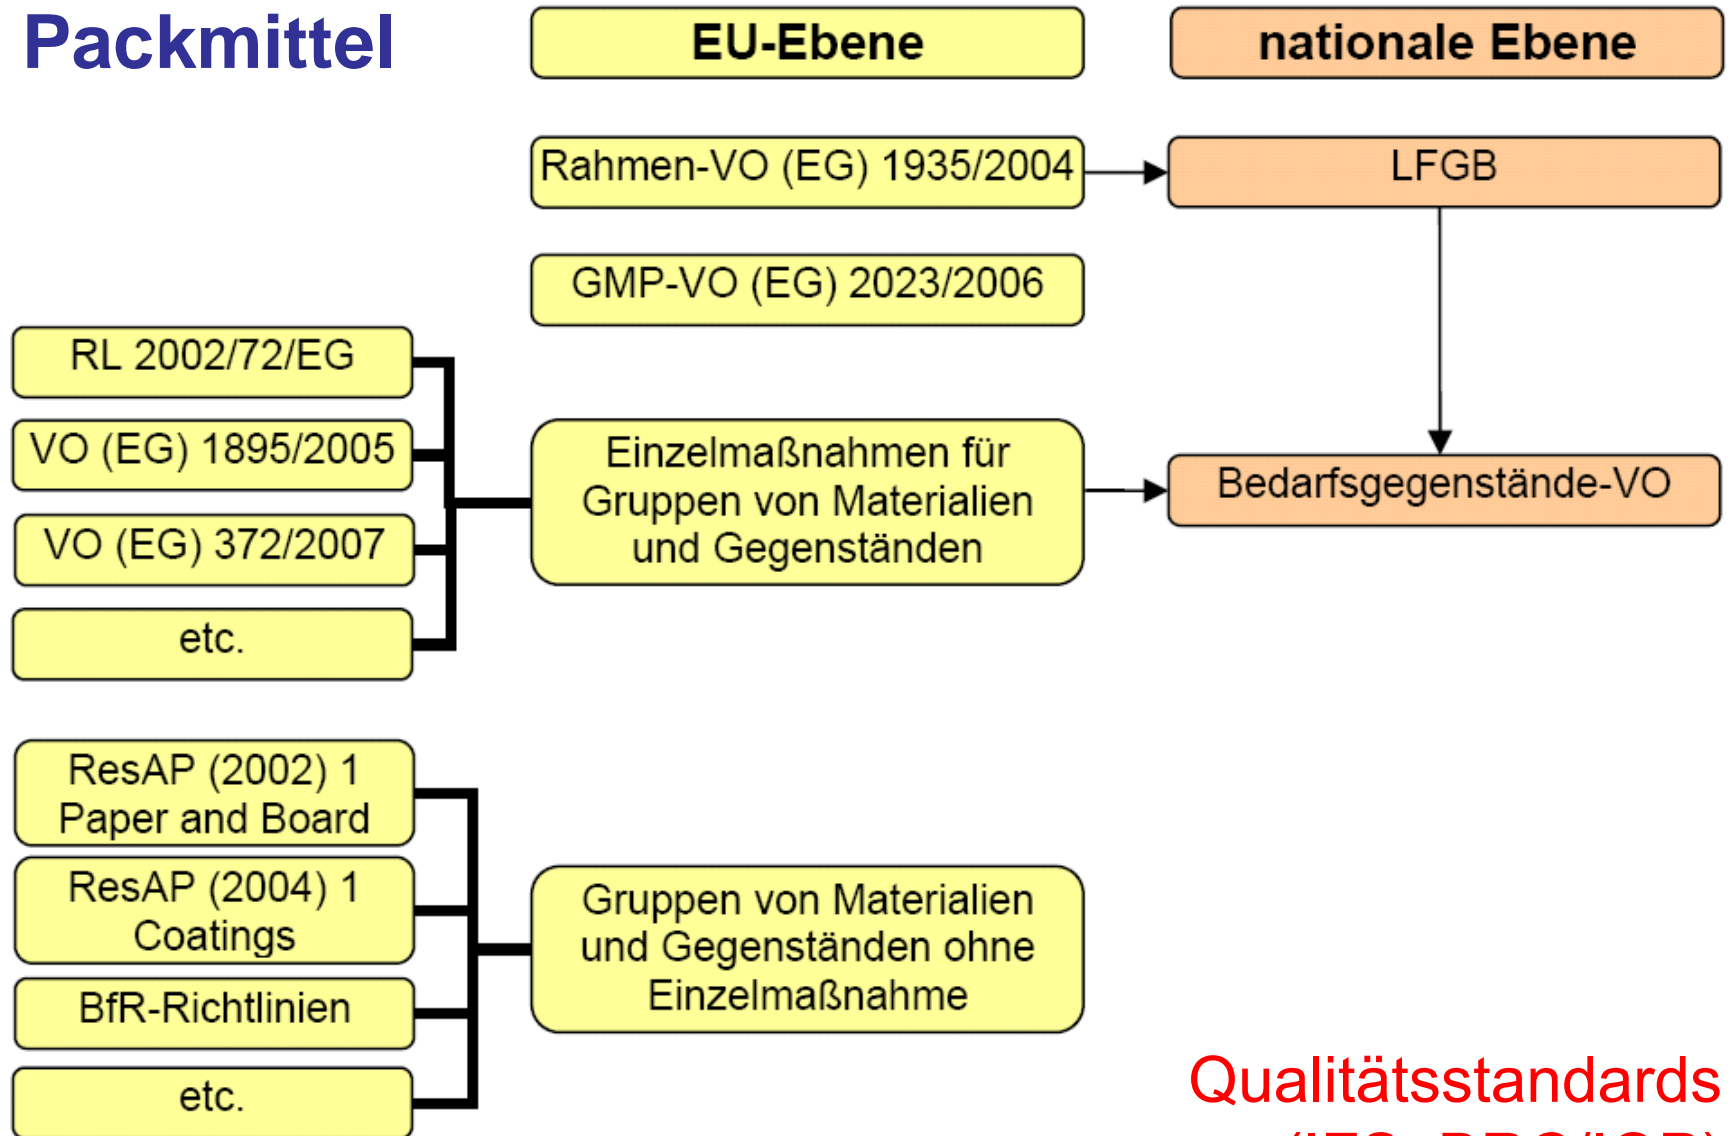 Packmittel
EU-Ebene
nationale Ebene
Rahmen-VO (EG) 1935/2004
LFGB
GMP-VO (EG) 2023/2006
RL 2002/72/EG
VO (EG) 1895/2005
VO (EG) 372/2007
etc.
Einzelmaßnahmen für
Gruppen von Materialien
und Gegenständen
Bedarfsgegenstände-VO
ResAP (2002) 1
Paper and Board
ResAP (2004) 1
Coatings
BfR-Richtlinien
etc.
Gruppen von Materialien
und Gegenständen ohne
Einzelmaßnahme
Qualitätsstandards